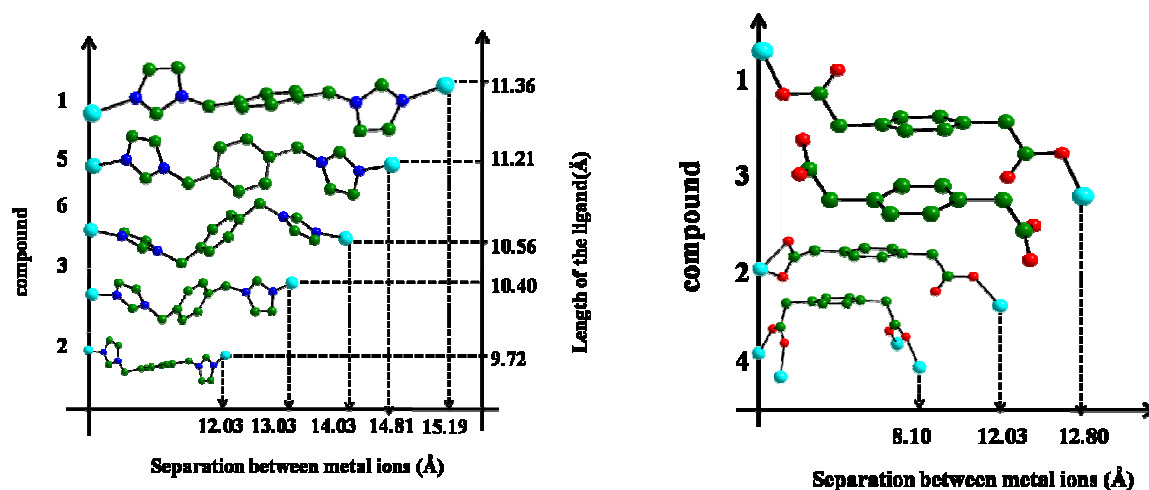 1
5
6
3
2
compound
11.36
11.21
10.56
10.40
9.72
Length of the ligand(Å)
12.03 13.03 14.03 14.81 15.19
Separation between metal ions (Å)
1
3
2
4
compound
8.10 12.03 12.80
Separation between metal ions (Å)